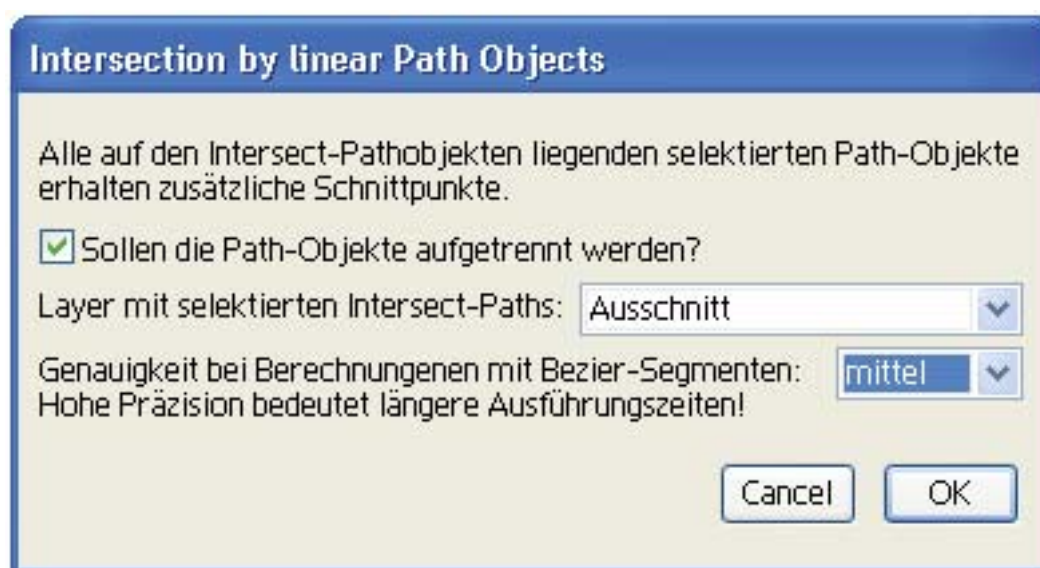 Intersection by linear Path Objects
Alle auf den Intersect-Pathobjekten liegenden selektierten Path-Objekte
erhalten zusätzliche Schnittpunkte.
Sollen die Path-Objekte aufgetrennt werden?
Layer mit selektierten Intersect-Paths: Ausschnitt
Genauigkeit bei Berechnungenen mit Bezier-Segmenten: mittel
Hohe Präzision bedeutet längere Ausführungszeiten!
Cancel OK